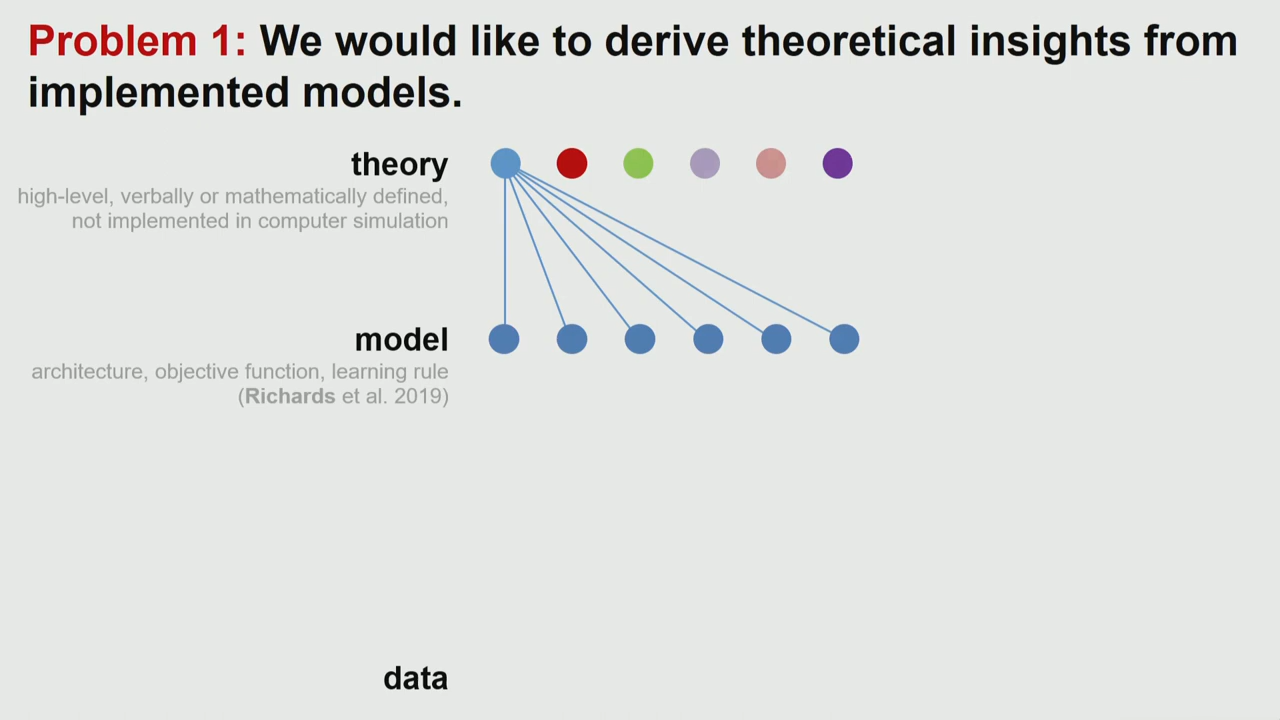 Problem 1: We would like to derive theoretical insights from
implemented models.
theory
high-level, verbally or mathematically defined,
not implemented in computer simulation
model
architecture, objective function, learning rule
(Richards et al. 2019)
data